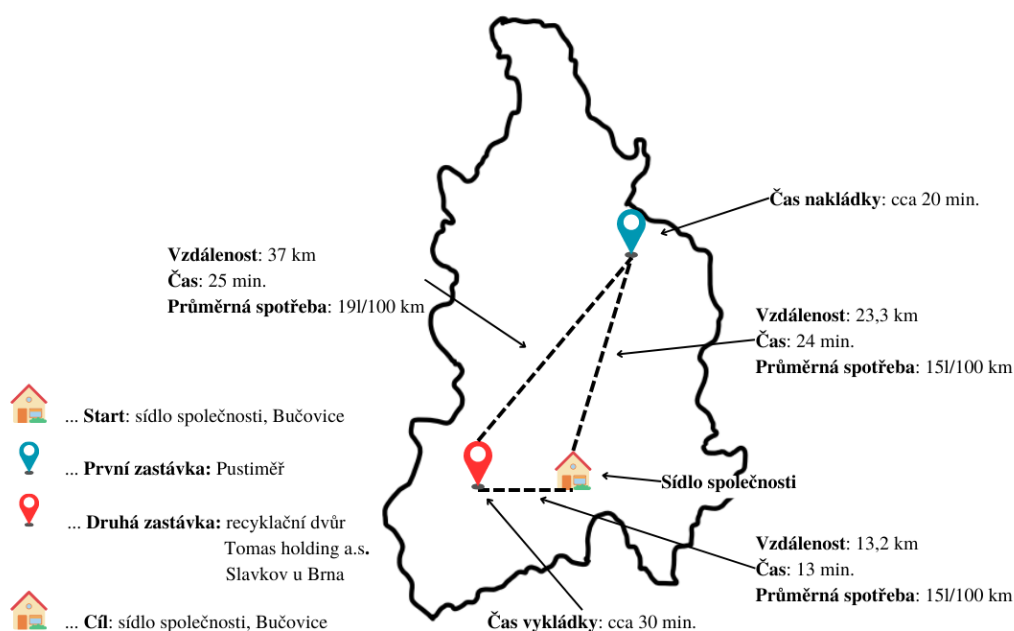 Čas nakládky: cca 20 min.
Vzdálenost: 37 km
Čas: 25 min.
Průměrná spotřeba: 19l/100 km
Vzdálenost: 23,3 km
Čas: 24 min.
Průměrná spotřeba: 15l/100 km
... Start: sídlo společnosti, Bučovice
... První zastávka: Pustiměř
... Druhá zastávka: recyklační dvůr
Tomas holding a.s.
Slavkov u Brna
... Cíl: sídlo společnosti, Bučovice
Sídlo společnosti
Vzdálenost: 13,2 km
Čas: 13 min.
Průměrná spotřeba: 15l/100 km
Čas vykládky: cca 30 min.